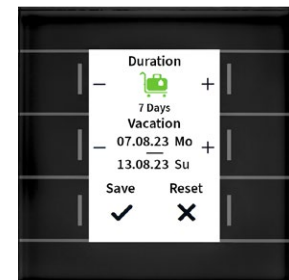 Duration
– +
7 Days
Vacation
07.08.23 Mo
– +
13.08.23 Su
Save Reset